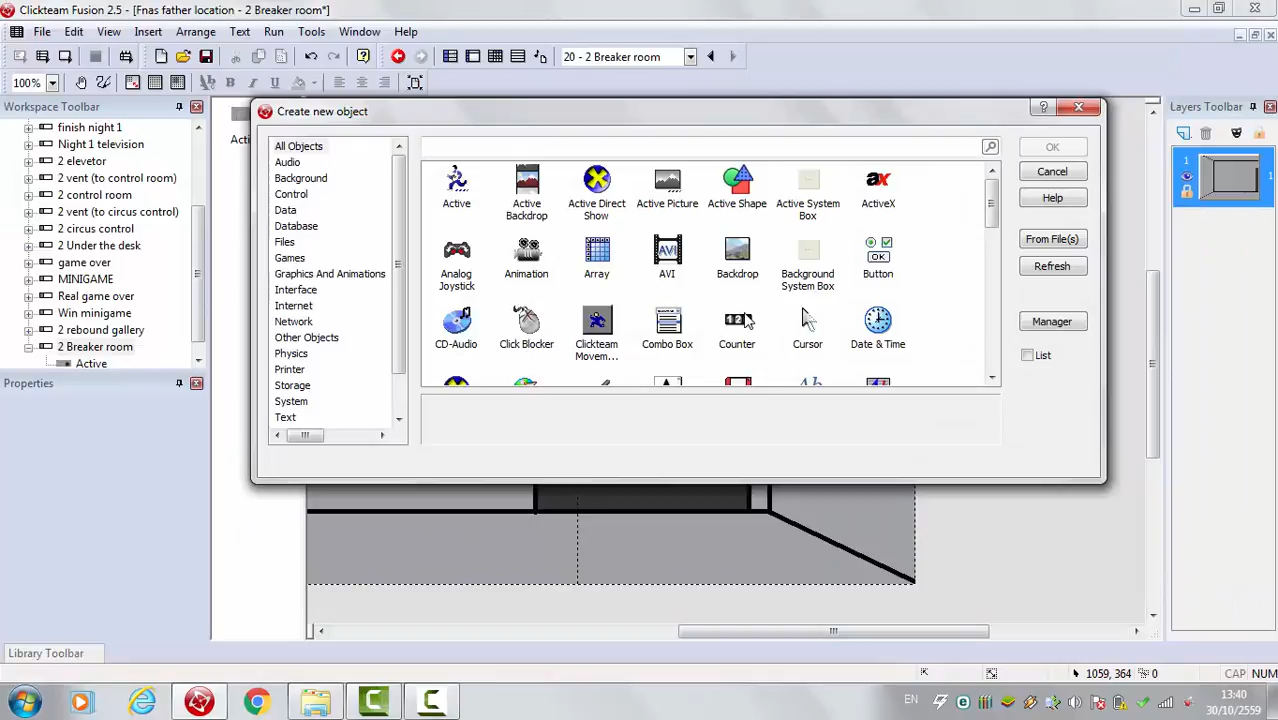 Clickteam Fusion 2.5 - [Fnas father location - 2 Breaker room*]
File Edit View Insert Arrange Text Run Tools Window Help
20 - 2 Breaker room
100%
Workspace Toolbar
finish night 1
Night 1 television
2 elevetor
2 vent (to control room)
2 control room
2 vent (to circus control)
2 circus control
2 Under the desk
game over
MINIGAME
Real game over
Win minigame
2 rebound gallery
2 Breaker room
Active
Properties
Library Toolbar
Create new object
All Objects
Audio
Background
Control
Data
Database
Files
Games
Graphics And Animations
Interface
Internet
Network
Other Objects
Physics
Printer
Storage
System
Text
Active
Active Backdrop
Active Direct Show
Active Picture
Active Shape
Active System Box
ActiveX
Analog Joystick
Animation
Array
AVI
Backdrop
Background System Box
Button
CD-Audio
Click Blocker
Clickteam Movem...
Combo Box
Counter
Cursor
Date & Time
OK
Cancel
Help
From File(s)
Refresh
Manager
List
Layers Toolbar
1
1
1059, 364
0
CAP NUM
EN
13:40
30/10/2559